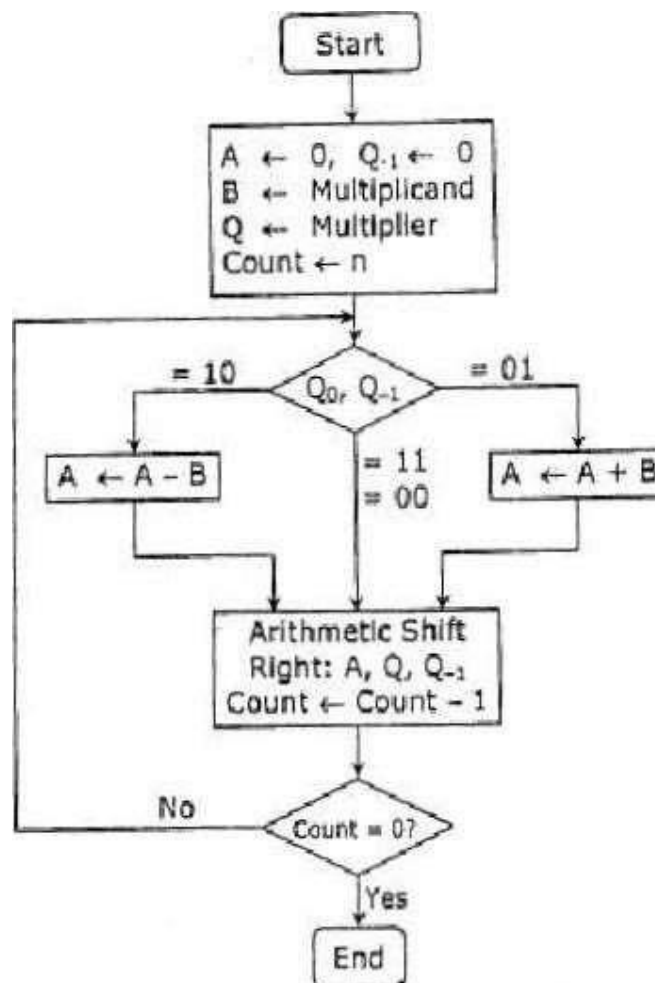 Start
A ← 0, Q-1 ← 0
B ← Multiplicand
Q ← Multiplier
Count ← n
= 10
Q0, Q-1
= 01
A ← A - B
= 11
= 00
A ← A + B
Arithmetic Shift
Right: A, Q, Q-1
Count ← Count - 1
No
Count = 0?
Yes
End